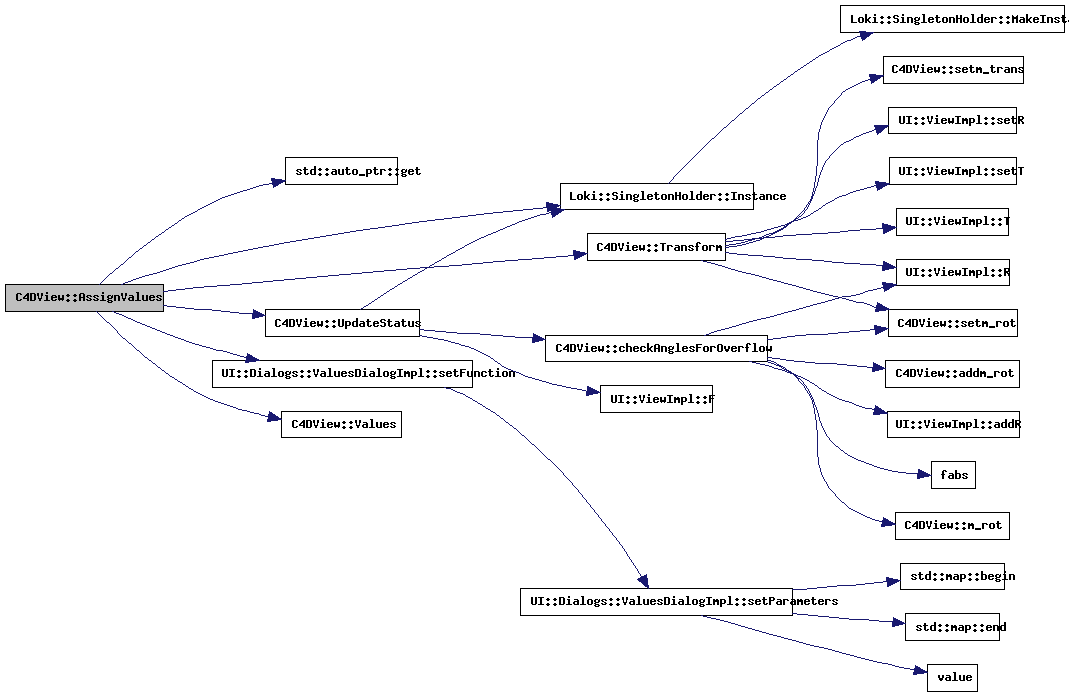 Loki::SingletonHolder::MakeInsta
C4DView::setm_trans
UI::ViewImpl::setR
std::auto_ptr::get
UI::ViewImpl::setT
Loki::SingletonHolder::Instance
UI::ViewImpl::T
C4DView::Transform
UI::ViewImpl::R
C4DView::AssignValues
C4DView::UpdateStatus
C4DView::setm_rot
C4DView::checkAnglesForOverflow
UI::Dialogs::ValuesDialogImpl::setFunction
C4DView::addm_rot
UI::ViewImpl::F
C4DView::Values
UI::ViewImpl::addR
fabs
C4DView::m_rot
std::map::begin
UI::Dialogs::ValuesDialogImpl::setParameters
std::map::end
value